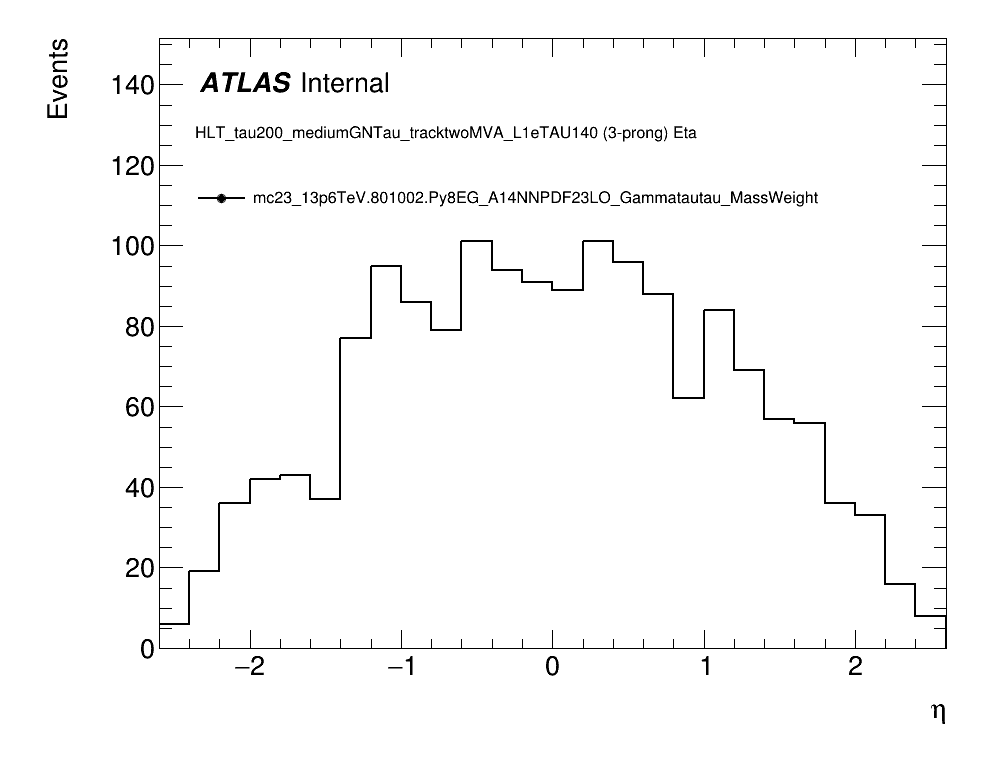 Events
140
ATLAS Internal
HLT_tau200_mediumGNTau_tracktwoMVA_L1eTAU140 (3-prong) Eta
120
mc23_13p6TeV.801002.Py8EG_A14NNPDF23LO_Gammatautau_MassWeight
100
80
60
40
20
0
−2 −1 0 1 2
η